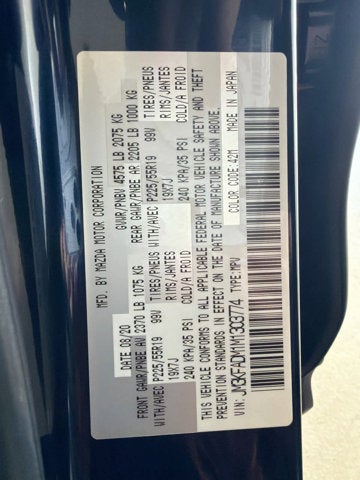 MFD. BY MAZDA MOTOR CORPORATION
DATE 08/20 GVWR/PNBV 4575 LB 2075 KG
FRONT GAWR/PNBE AV 2370 LB 1075 KG REAR GAWR/PNBE AR 2205 LB 1000 KG
WITH/AVEC P225/55R19 99V TIRES/PNEUS WITH/AVEC P225/55R19 99V TIRES/PNEUS
19X7J RIMS/JANTES 19X7J RIMS/JANTES
240 KPA/35 PSI COLD/A FROID 240 KPA/35 PSI COLD/A FROID
THIS VEHICLE CONFORMS TO ALL APPLICABLE FEDERAL MOTOR VEHICLE SAFETY AND THEFT
PREVENTION STANDARDS IN EFFECT ON THE DATE OF MANUFACTURE SHOWN ABOVE.
VIN: JM3KFADM1M1303774 TYPE:MPV COLOR CODE:42M MADE IN JAPAN